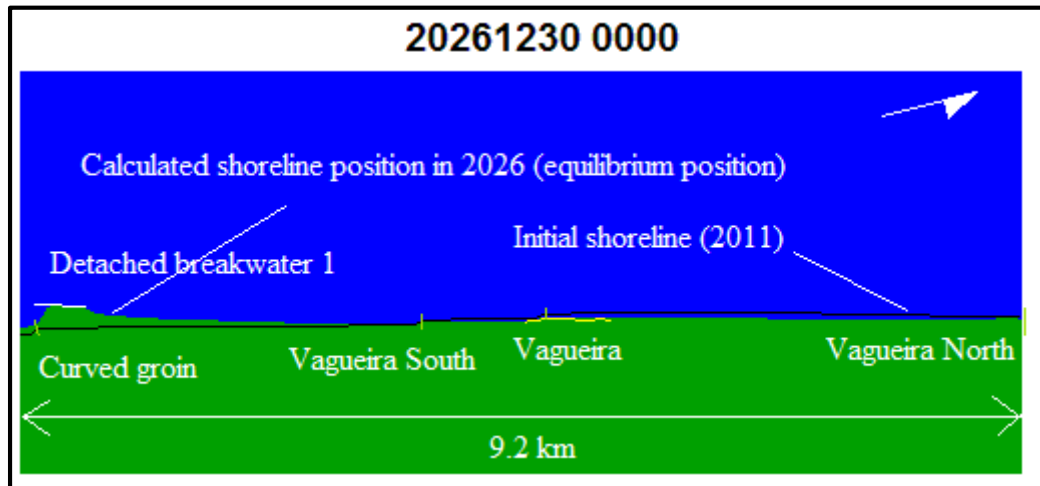 20261230 0000
Calculated shoreline position in 2026 (equilibrium position)
Initial shoreline (2011)
Detached breakwater 1
Curved groin
Vagueira South
Vagueira
Vagueira North
9.2 km